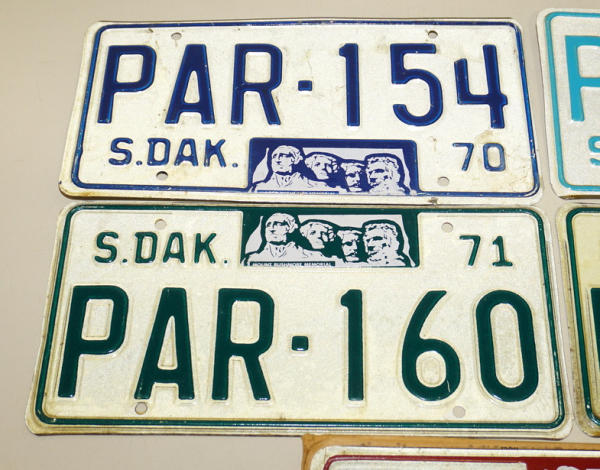 PAR·154
S.DAK. 70
S.DAK. 71
MOUNT RUSHMORE MEMORIAL
PAR·160
P
S